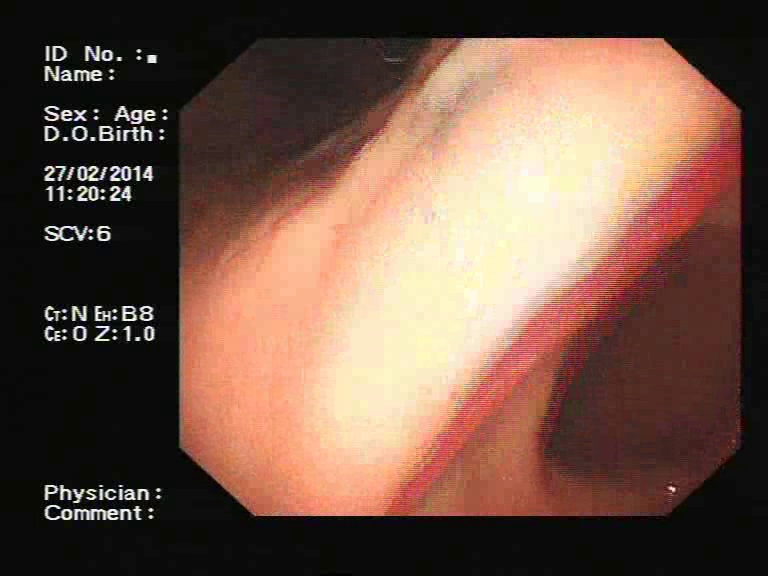 ID No. :
Name:
Sex: Age:
D.O.Birth:
27/02/2014
11:20:24
SCV:6
CT:N EH:B8
CE:0 Z:1.0
Physician:
Comment: